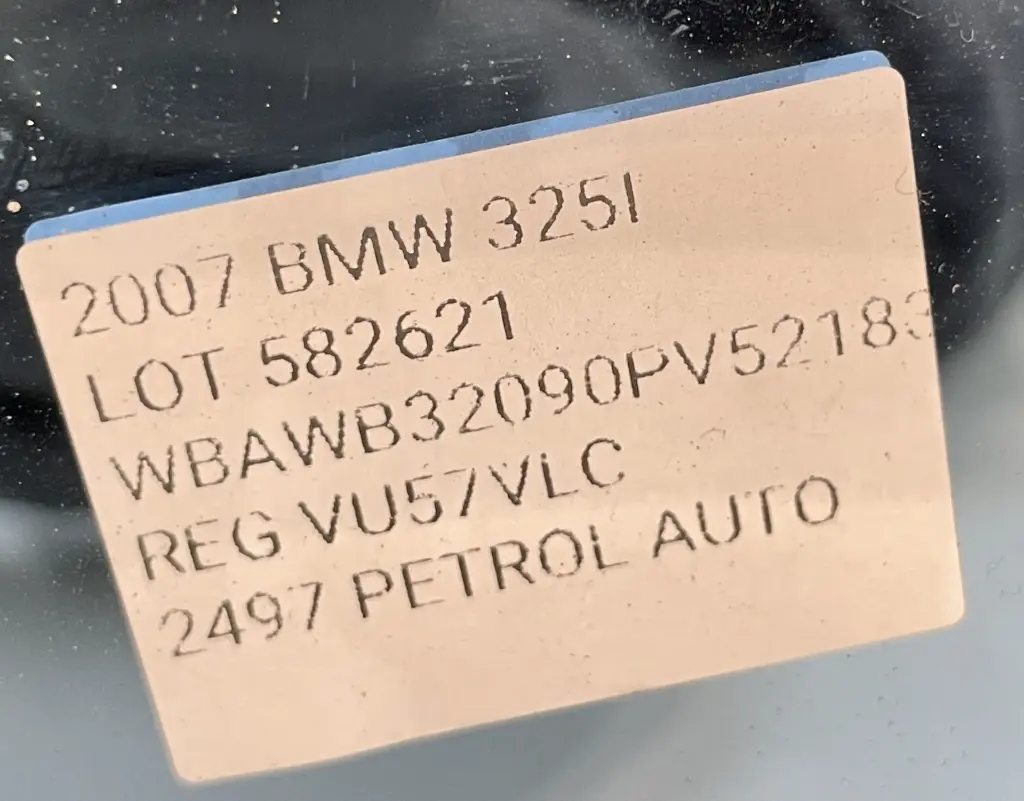 2007 BMW 325I
LOT 582621
WBAWB32090PV52183
REG VU57VLC
2497 PETROL AUTO